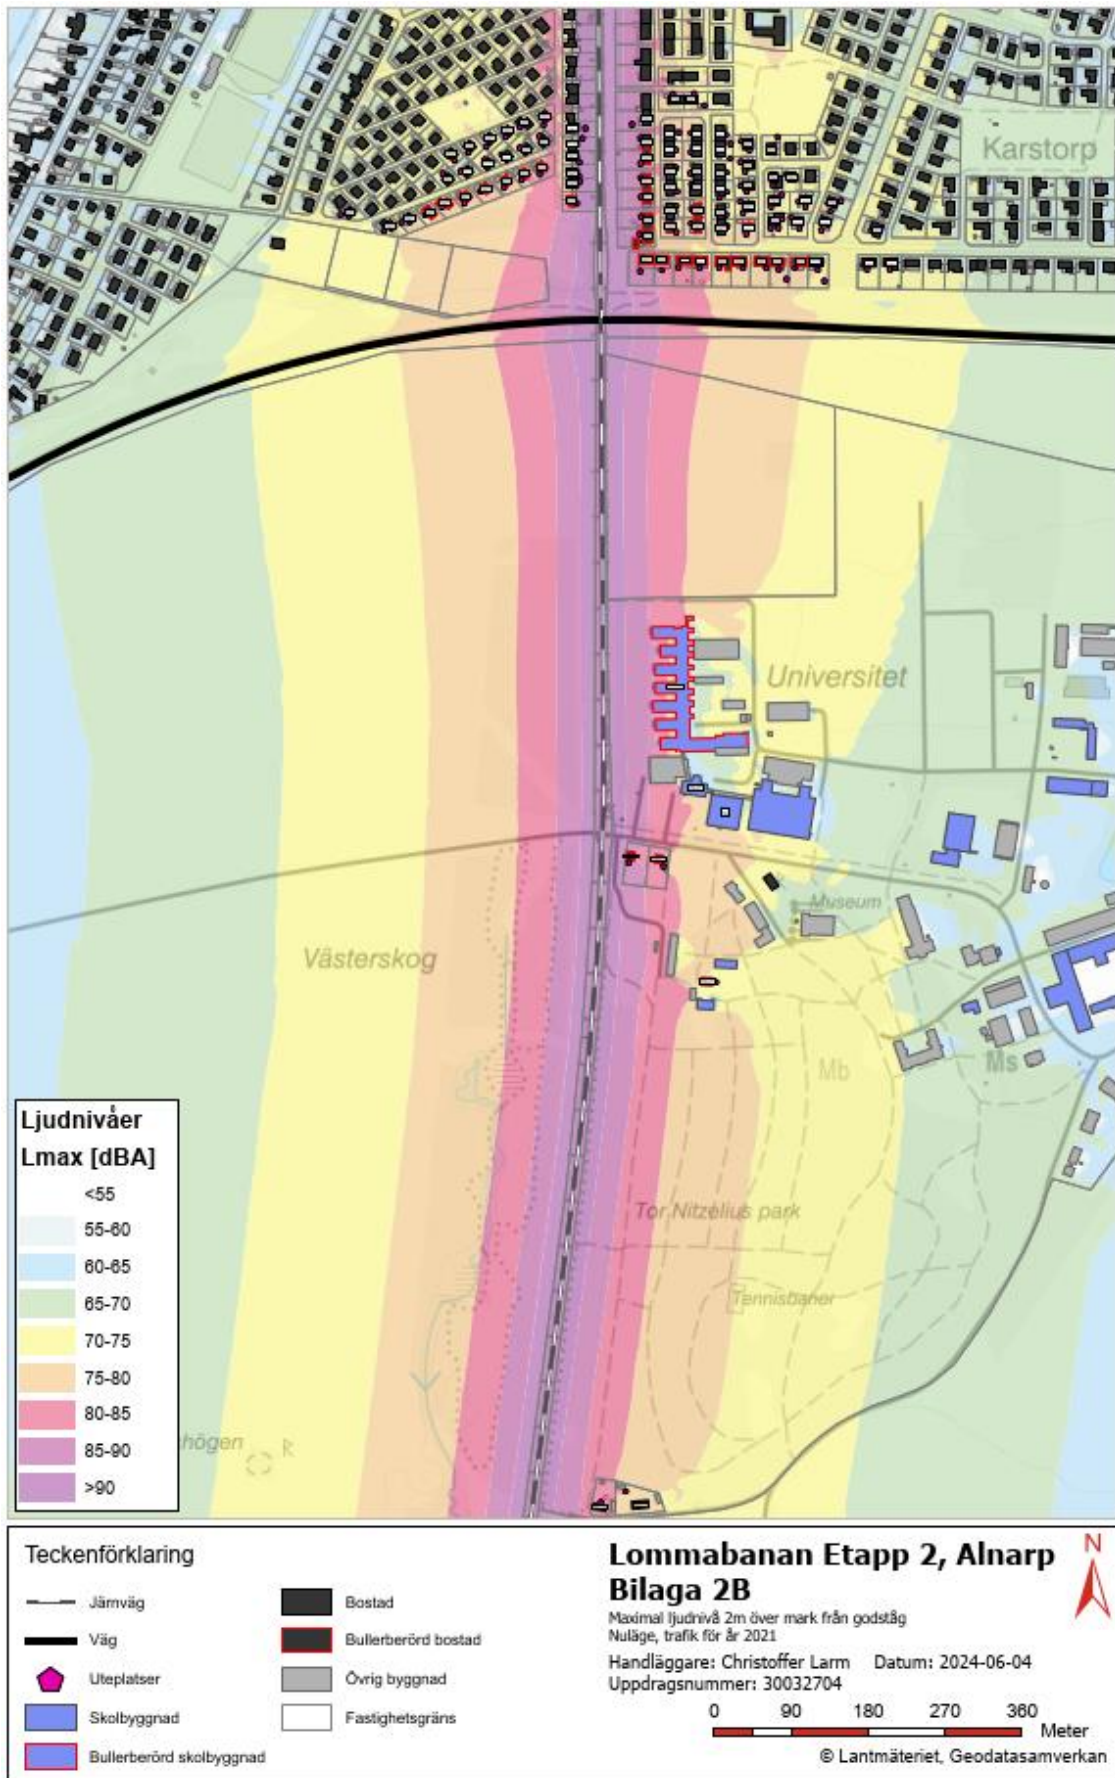 Karstorp
Universitet
Museum
Västerskog
Mb
Ms
Tor Nitzelius park
Tennisbanor
högen
R
Ljudnivåer
Lmax [dBA]
<55
55-60
60-65
65-70
70-75
75-80
80-85
85-90
>90
Teckenförklaring
Järnväg
Väg
Uteplatser
Skolbyggnad
Bullerberörd skolbyggnad
Bostad
Bullerberörd bostad
Övrig byggnad
Fastighetsgräns
Lommabanan Etapp 2, Alnarp
Bilaga 2B
Maximal ljudnivå 2m över mark från godståg
Nuläge, trafik för år 2021
Handläggare: Christoffer Larm Datum: 2024-06-04
Uppdragsnummer: 30032704
N
0 90 180 270 360
Meter
© Lantmäteriet, Geodatasamverkan